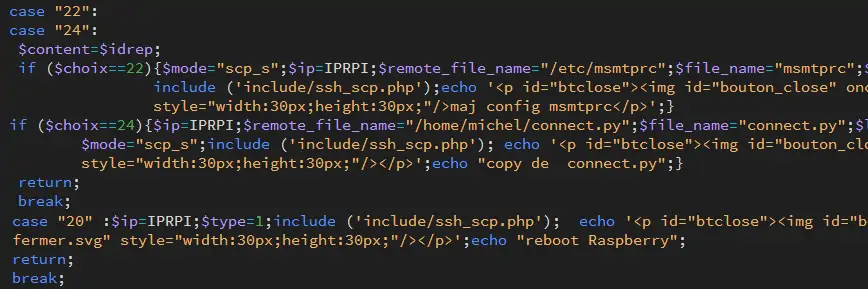 case "22":
case "24":
$content=$idrep;
if ($choix==22){$mode="scp_s";$ip=IPRPI;$remote_file_name="/etc/msmtprc";$file_name="msmtprc";$
include ('include/ssh_scp.php');echo '<p id="btclose"><img id="bouton_close" onc
style="width:30px;height:30px;"/>maj config msmtprc</p>';}
if ($choix==24){$ip=IPRPI;$remote_file_name="/home/michel/connect.py";$file_name="connect.py";$l
$mode="scp_s";include ('include/ssh_scp.php'); echo '<p id="btclose"><img id="bouton_clo
style="width:30px;height:30px;"/></p>';echo "copy de  connect.py";}
return;
break;
case "20" :$ip=IPRPI;$type=1;include ('include/ssh_scp.php');  echo '<p id="btclose"><img id="b
fermer.svg" style="width:30px;height:30px;"/></p>';echo "reboot Raspberry";
return;
break;